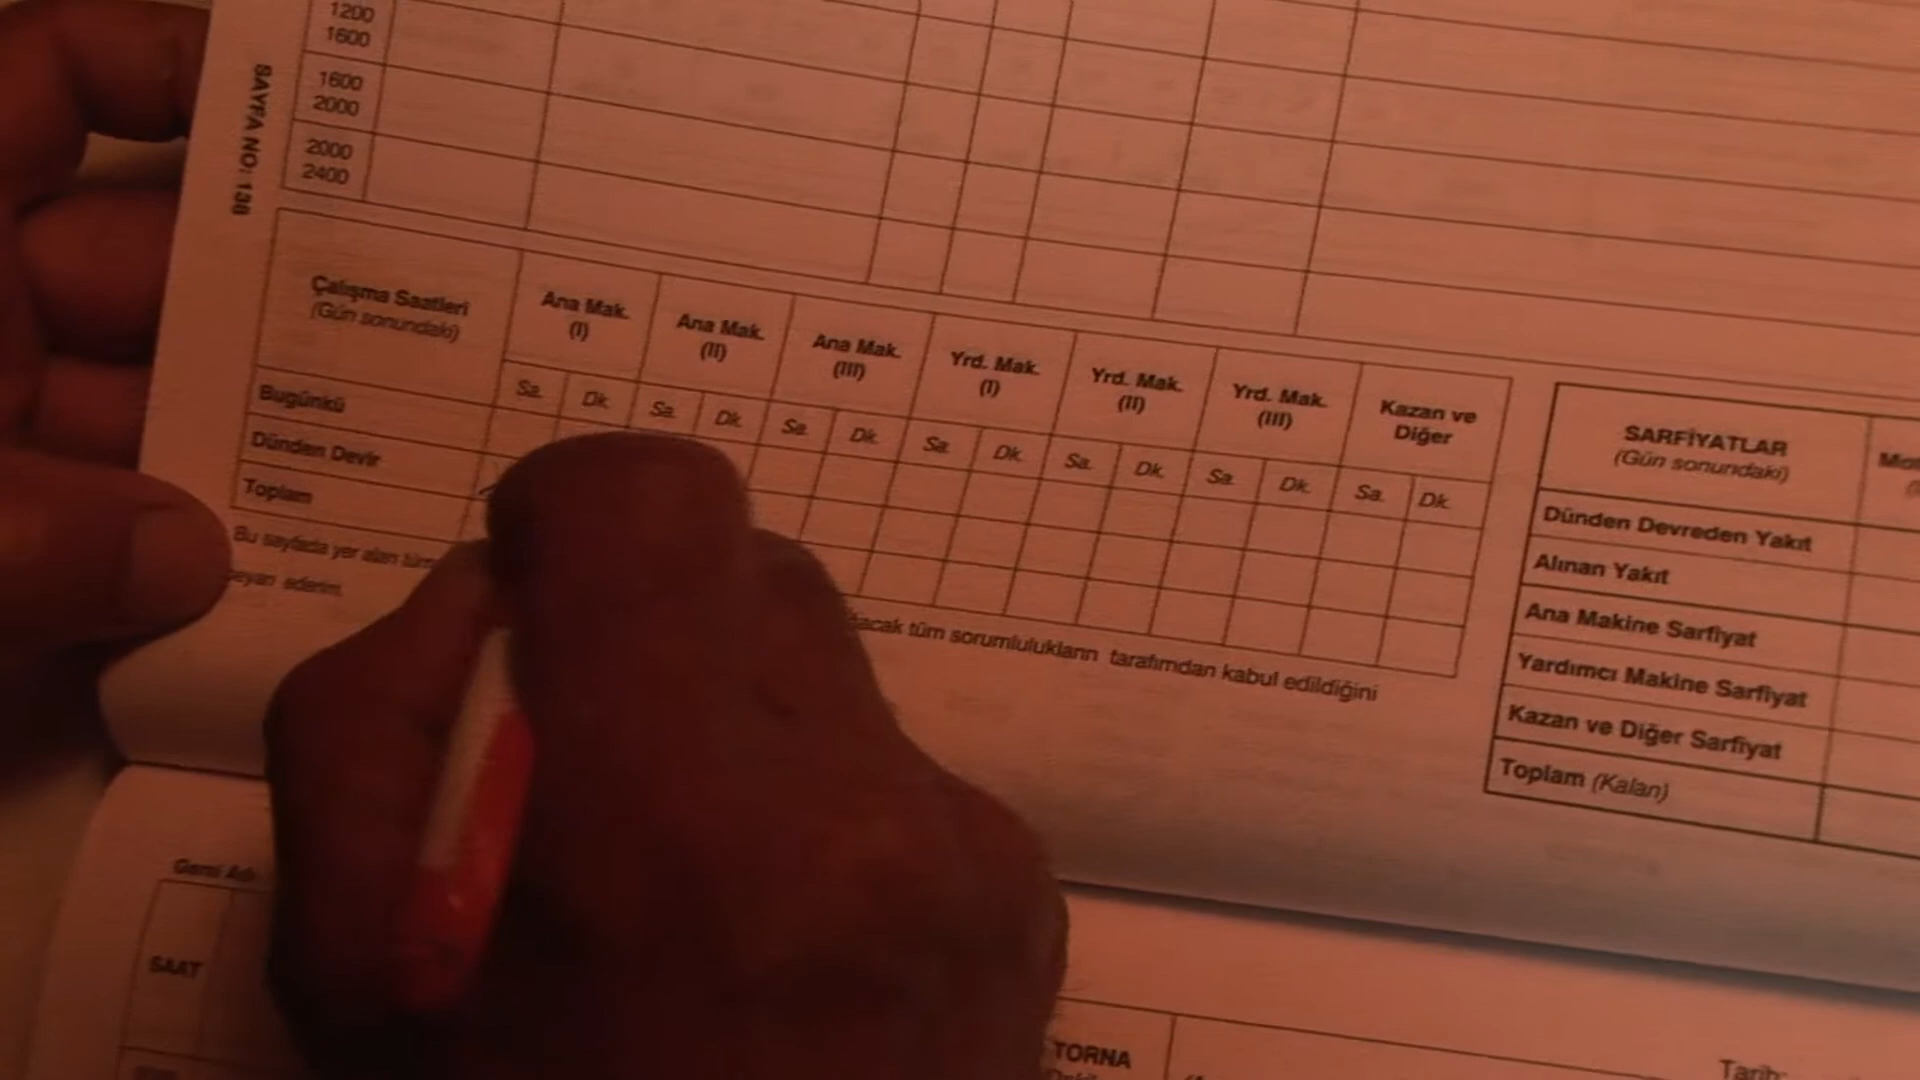 1200
1600
1600
2000
2000
2400
SAYFA NO: 138
Çalışma Saatleri
(Gün sonundaki)
Ana Mak.
(I)
Ana Mak.
(II)
Ana Mak.
(III)
Yrd. Mak.
(I)
Yrd. Mak.
(II)
Yrd. Mak.
(III)
Kazan ve
Diğer
Sa. Dk. Sa. Dk. Sa. Dk. Sa. Dk. Sa. Dk. Sa. Dk. Sa. Dk.
Bugünkü
Dünden Devir
Toplam
Bu sayfada yer alan tüm
tüm sorumlulukların tarafımdan kabul edildiğini
beyan ederim.
SARFİYATLAR
(Gün sonundaki)
Dünden Devreden Yakıt
Alınan Yakıt
Ana Makine Sarfiyat
Yardımcı Makine Sarfiyat
Kazan ve Diğer Sarfiyat
Toplam (Kalan)
Gemi Adı
SAAT
TORNA
Tarih: